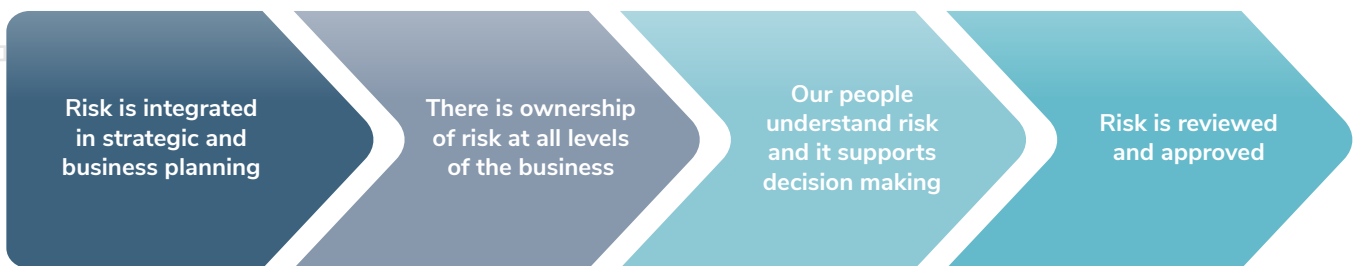 Risk is integrated
in strategic and
business planning
There is ownership
of risk at all levels
of the business
Our people
understand risk
and it supports
decision making
Risk is reviewed
and approved